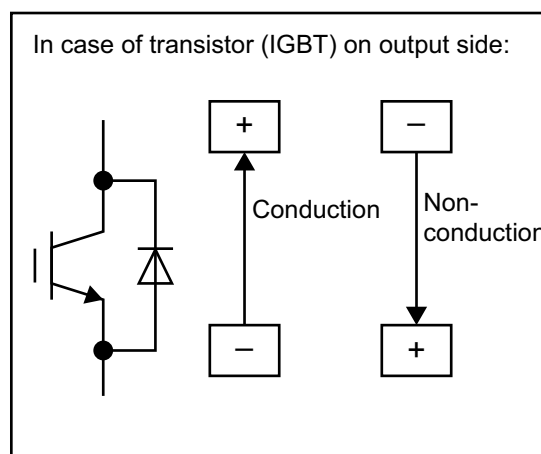 In case of transistor (IGBT) on output side:
+
–
Conduction
Non-
conduction
–
+